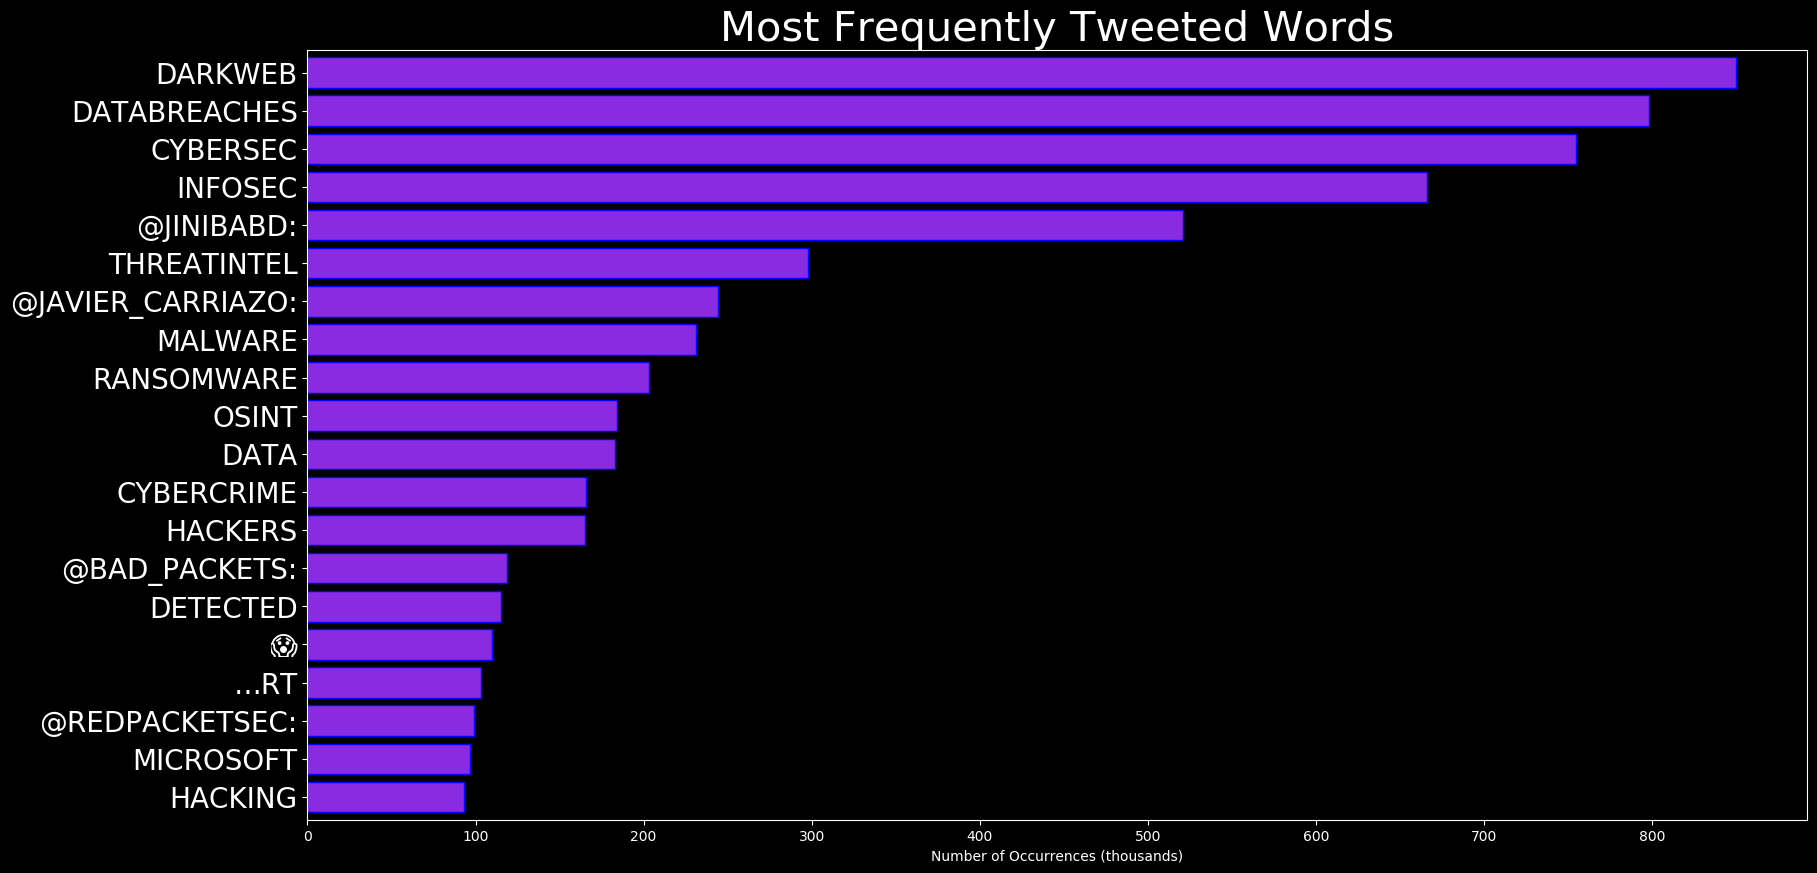 Most Frequently Tweeted Words
DARKWEB
DATABREACHES
CYBERSEC
INFOSEC
@JINIBABD:
THREATINTEL
@JAVIER_CARRIAZO:
MALWARE
RANSOMWARE
OSINT
DATA
CYBERCRIME
HACKERS
@BAD_PACKETS:
DETECTED
😱
…RT
@REDPACKETSEC:
MICROSOFT
HACKING
0 100 200 300 400 500 600 700 800
Number of Occurrences (thousands)